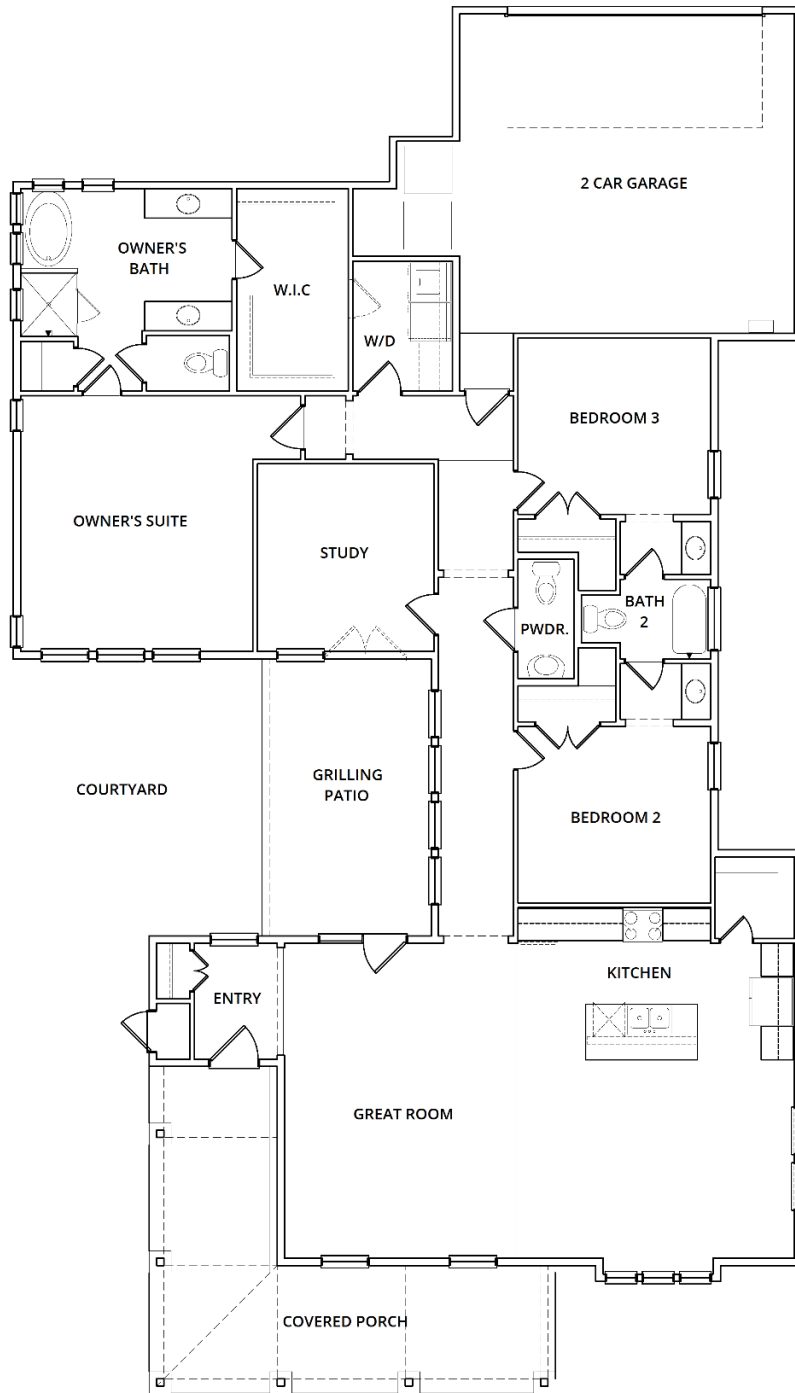 2 CAR GARAGE
OWNER'S
BATH
W.I.C
W/D
BEDROOM 3
OWNER'S SUITE
STUDY
BATH
2
PWDR.
COURTYARD
GRILLING
PATIO
BEDROOM 2
KITCHEN
ENTRY
GREAT ROOM
COVERED PORCH